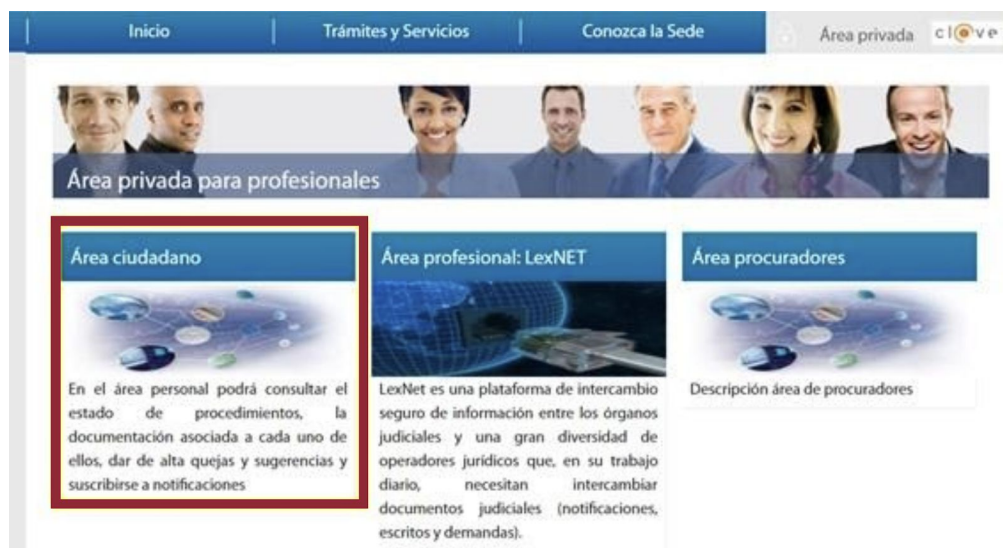 Inicio
Trámites y Servicios
Conozca la Sede
Área privada
cl@ve
Área privada para profesionales
Área ciudadano
En el área personal podrá consultar el
estado de procedimientos, la
documentación asociada a cada uno de
ellos, dar de alta quejas y sugerencias y
suscribirse a notificaciones
Área profesional: LexNET
LexNet es una plataforma de intercambio
seguro de información entre los órganos
judiciales y una gran diversidad de
operadores jurídicos que, en su trabajo
diario, necesitan intercambiar
documentos judiciales (notificaciones,
escritos y demandas).
Área procuradores
Descripción área de procuradores